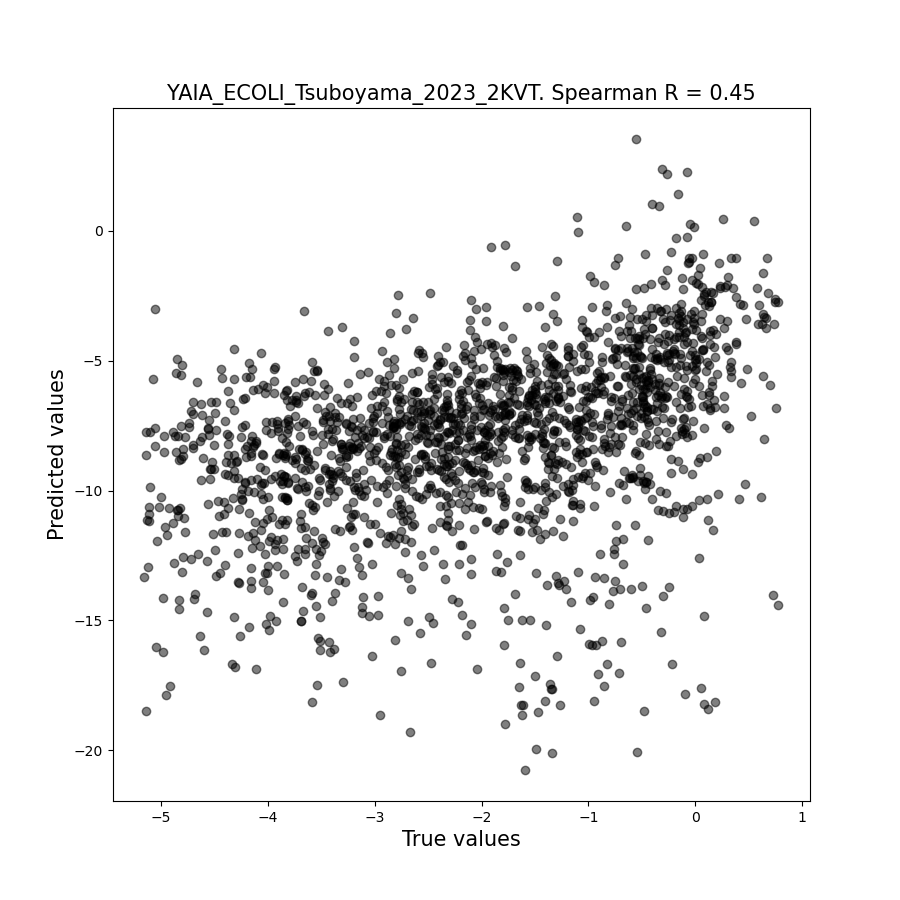 YAIA_ECOLI_Tsuboyama_2023_2KVT. Spearman R = 0.45
Predicted values
0
−5
−10
−15
−20
−5 −4 −3 −2 −1 0 1
True values